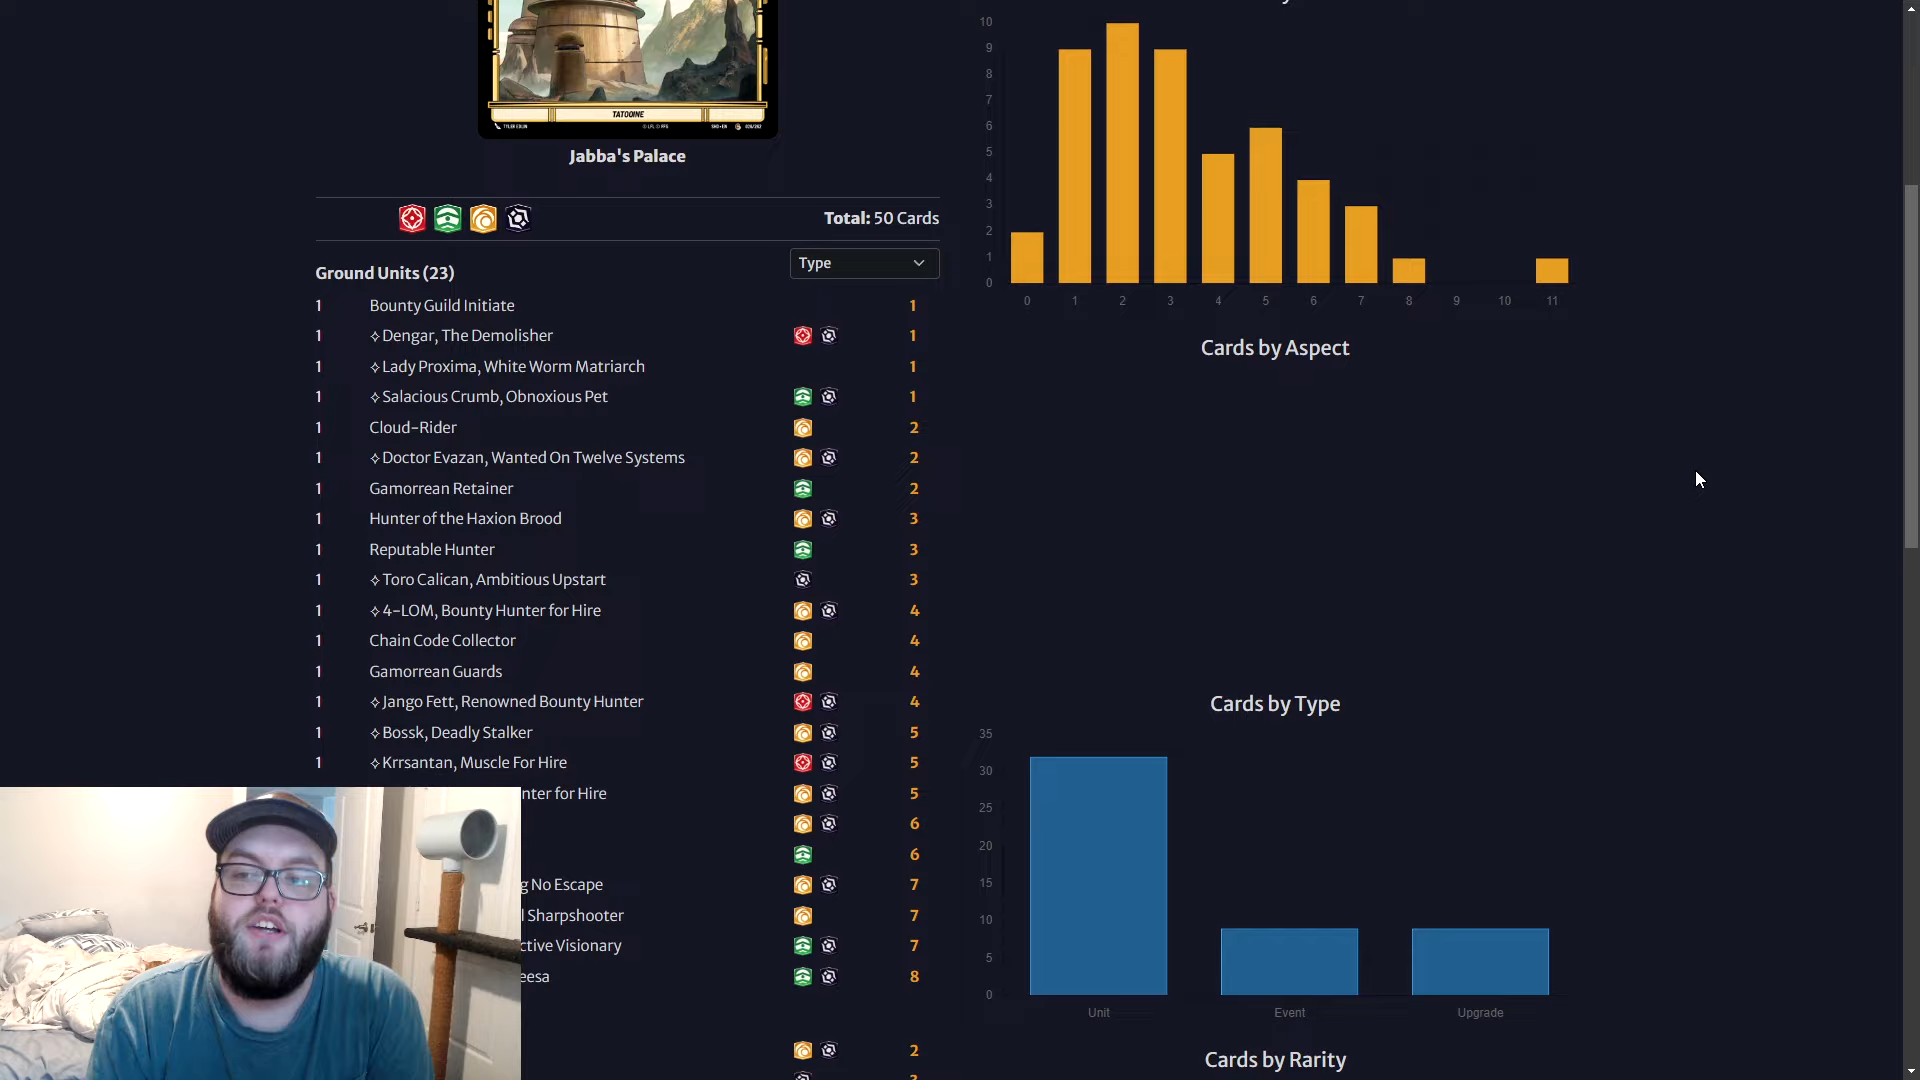 TATOOINE
Jabba's Palace
Total: 50 Cards
Type
Ground Units (23)
1 Bounty Guild Initiate 1
1 Dengar, The Demolisher 1
1 Lady Proxima, White Worm Matriarch 1
1 Salacious Crumb, Obnoxious Pet 1
1 Cloud-Rider 2
1 Doctor Evazan, Wanted On Twelve Systems 2
1 Gamorrean Retainer 2
1 Hunter of the Haxion Brood 3
1 Reputable Hunter 3
1 Toro Calican, Ambitious Upstart 3
1 4-LOM, Bounty Hunter for Hire 4
1 Chain Code Collector 4
1 Gamorrean Guards 4
1 Jango Fett, Renowned Bounty Hunter 4
1 Bossk, Deadly Stalker 5
1 Krrsantan, Muscle For Hire 5
nter for Hire 5
6
6
g No Escape 7
l Sharpshooter 7
ctive Visionary 7
eesa 8
2
10
9
8
7
6
5
4
3
2
1
0
0 1 2 3 4 5 6 7 8 9 10 11
Cards by Aspect
Cards by Type
35
30
25
20
15
10
5
0
Unit Event Upgrade
Cards by Rarity